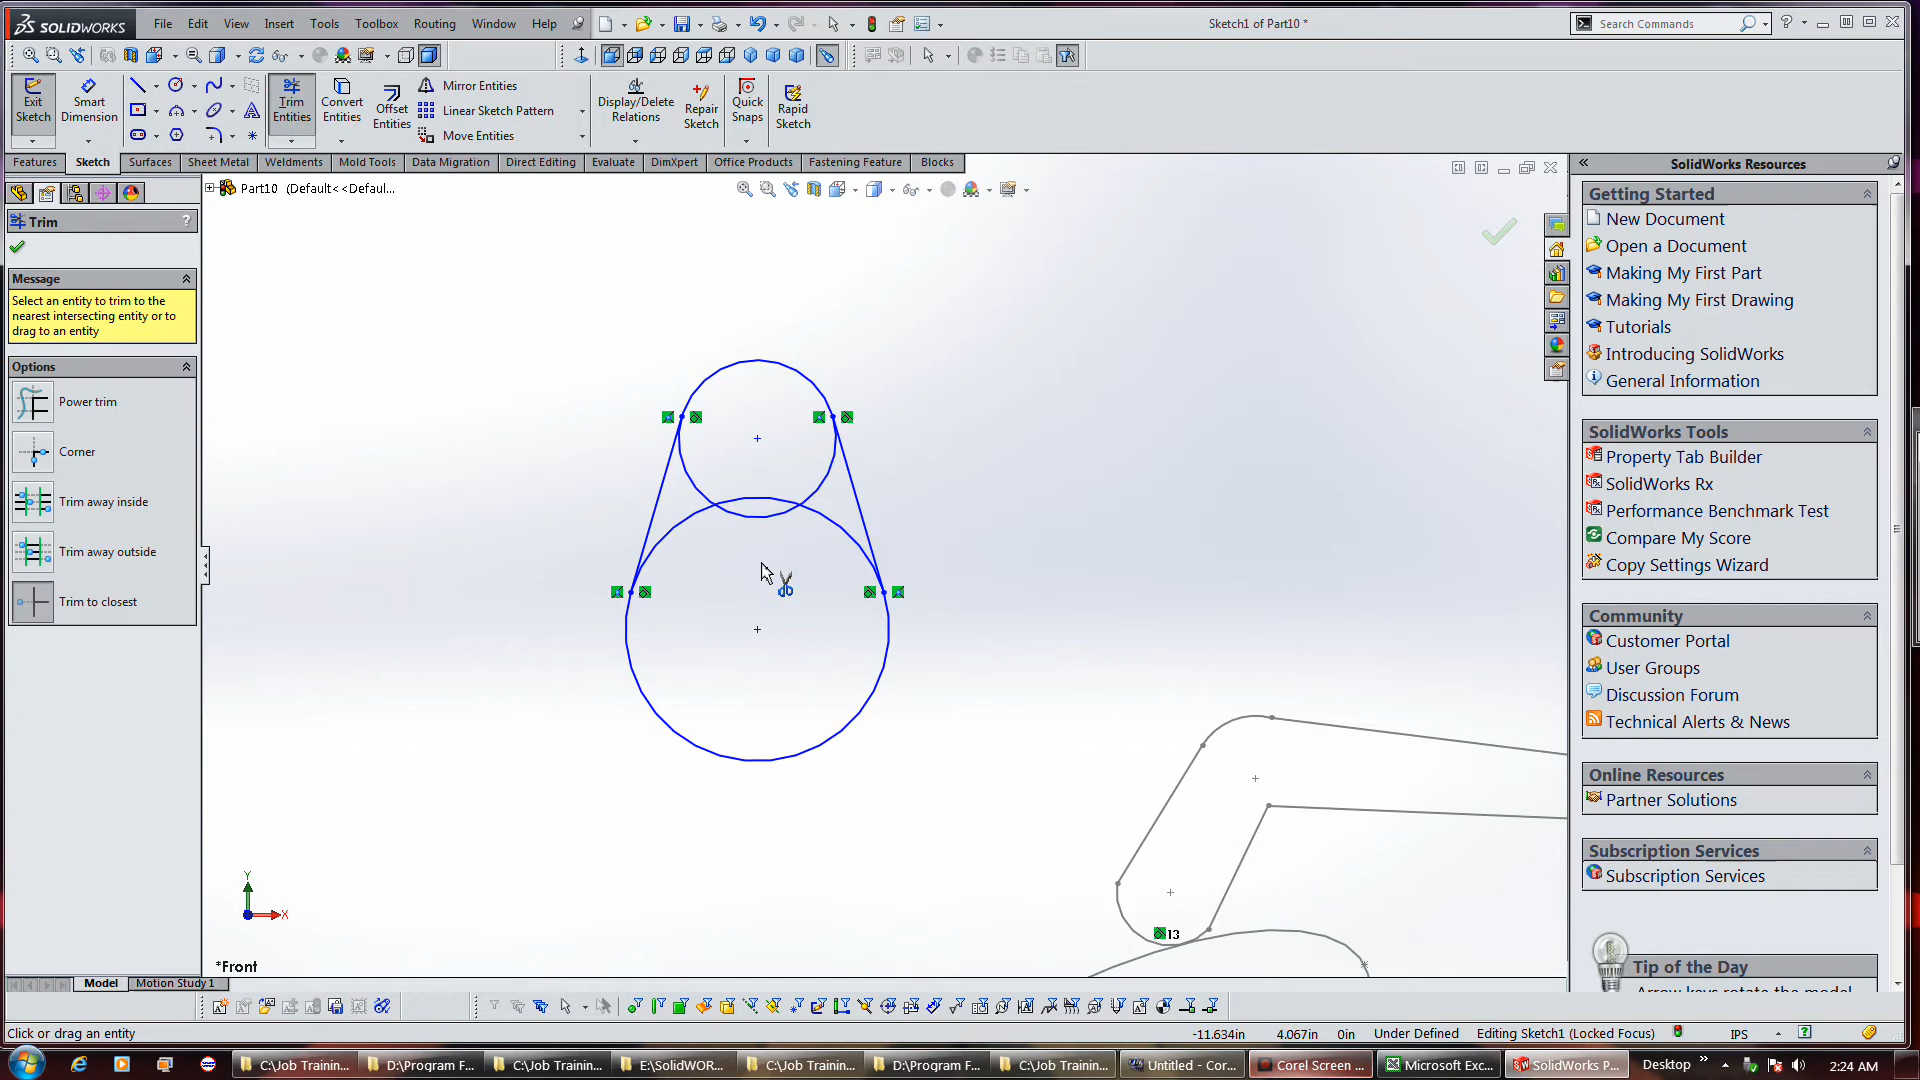 SOLIDWORKS File Edit View Insert Tools Toolbox Routing Window Help Sketch1 of Part10 * Search Commands
Exit Sketch
Smart Dimension
Trim Entities
Convert Entities
Offset Entities
Mirror Entities
Linear Sketch Pattern
Move Entities
Display/Delete Relations
Repair Sketch
Quick Snaps
Rapid Sketch
Features Sketch Surfaces Sheet Metal Weldments Mold Tools Data Migration Direct Editing Evaluate DimXpert Office Products Fastening Feature Blocks
Part10 (Default<<Defaul...
Trim ?
Message
Select an entity to trim to the
nearest intersecting entity or to
drag to an entity
Options
Power trim
Corner
Trim away inside
Trim away outside
Trim to closest
13
Y
X
*Front
SolidWorks Resources
Getting Started
New Document
Open a Document
Making My First Part
Making My First Drawing
Tutorials
Introducing SolidWorks
General Information
SolidWorks Tools
Property Tab Builder
SolidWorks Rx
Performance Benchmark Test
Compare My Score
Copy Settings Wizard
Community
Customer Portal
User Groups
Discussion Forum
Technical Alerts & News
Online Resources
Partner Solutions
Subscription Services
Subscription Services
Tip of the Day
Arrow keys rotate the model
Model Motion Study 1
Click or drag an entity -11.634in 4.067in 0in Under Defined Editing Sketch1 (Locked Focus) IPS
C:\Job Trainin... D:\Program F... C:\Job Trainin... E:\SolidWOR... C:\Job Trainin... D:\Program F... C:\Job Trainin... Untitled - Cor... Corel Screen ... Microsoft Exc... SolidWorks P... Desktop 2:24 AM